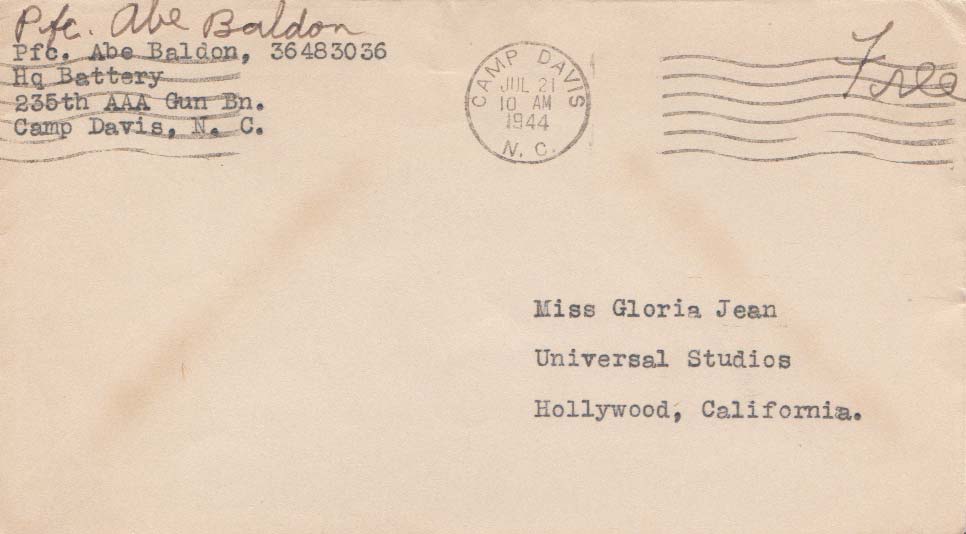 Pfc. Abe Baldon
Pfc. Abe Baldon, 36483036
Hq Battery
235th AAA Gun Bn.
Camp Davis, N. C.
CAMP DAVIS
JUL 21
10 AM
1944
N. C.
Free
Miss Gloria Jean
Universal Studios
Hollywood, California.